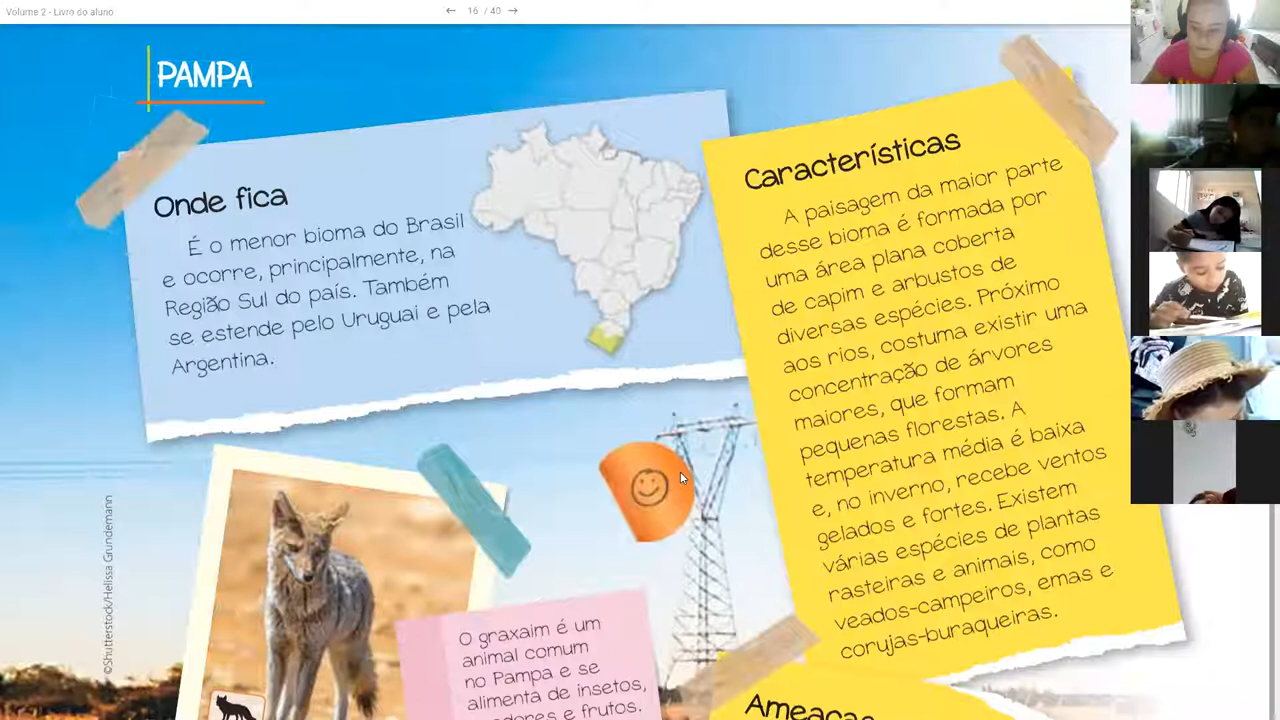 Volume 2 - Livro do aluno
← 16 / 40 →
PAMPA
Onde fica
É o menor bioma do Brasil
e ocorre, principalmente, na
Região Sul do país. Também
se estende pelo Uruguai e pela
Argentina.
Características
A paisagem da maior parte
desse bioma é formada por
uma área plana coberta
de capim e arbustos de
diversas espécies. Próximo
aos rios, costuma existir uma
concentração de árvores
maiores, que formam
pequenas florestas. A
temperatura média é baixa
e, no inverno, recebe ventos
gelados e fortes. Existem
várias espécies de plantas
rasteiras e animais, como
veados-campeiros, emas e
corujas-buraqueiras.
©Shutterstock/Helissa Grundemann
O graxaim é um
animal comum
no Pampa e se
alimenta de insetos,
e frutos.